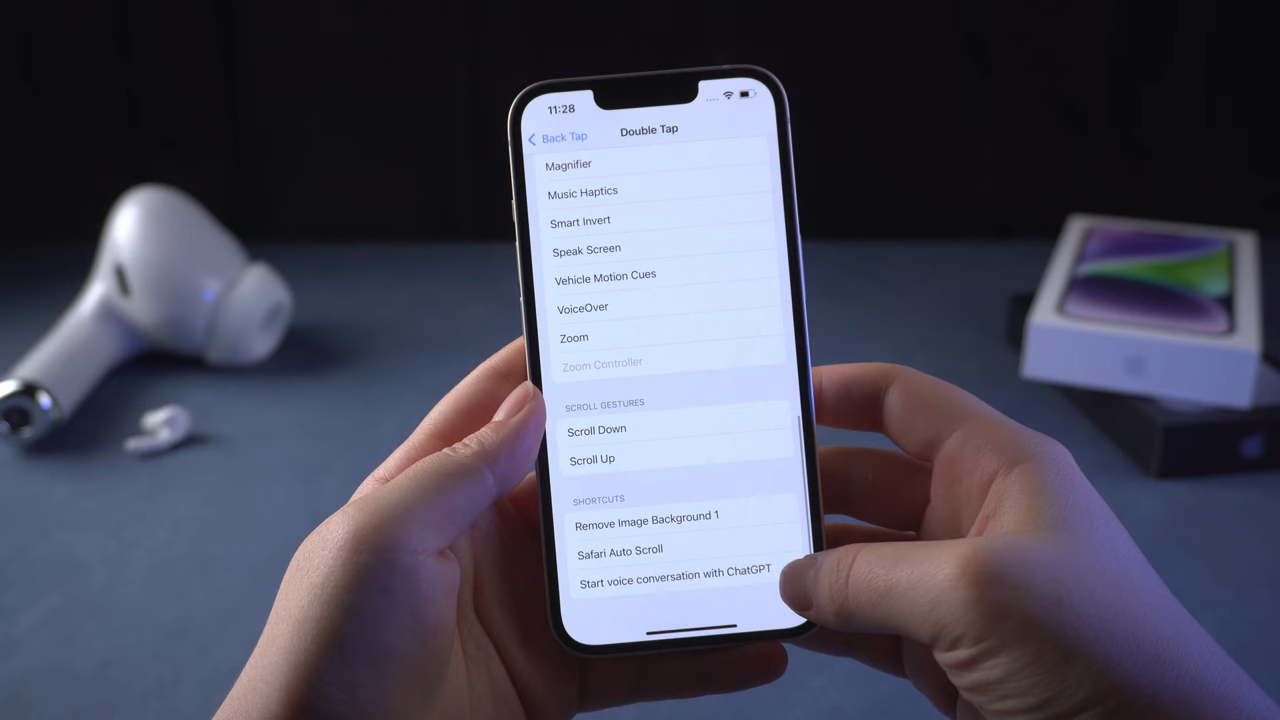 11:28
Back Tap
Double Tap
Magnifier
Music Haptics
Smart Invert
Speak Screen
Vehicle Motion Cues
VoiceOver
Zoom
Zoom Controller
SCROLL GESTURES
Scroll Down
Scroll Up
SHORTCUTS
Remove Image Background 1
Safari Auto Scroll
Start voice conversation with ChatGPT